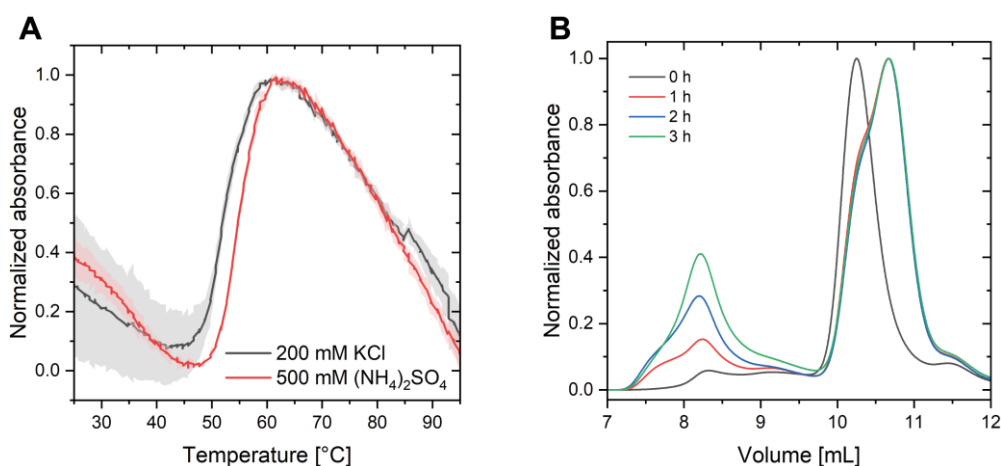 A
Normalized absorbance
1.0
0.8
0.6
0.4
0.2
0.0
200 mM KCl
500 mM (NH₄)₂SO₄
30 40 50 60 70 80 90
Temperature [°C]
B
Normalized absorbance
1.0
0.8
0.6
0.4
0.2
0.0
0 h
1 h
2 h
3 h
7 8 9 10 11 12
Volume [mL]